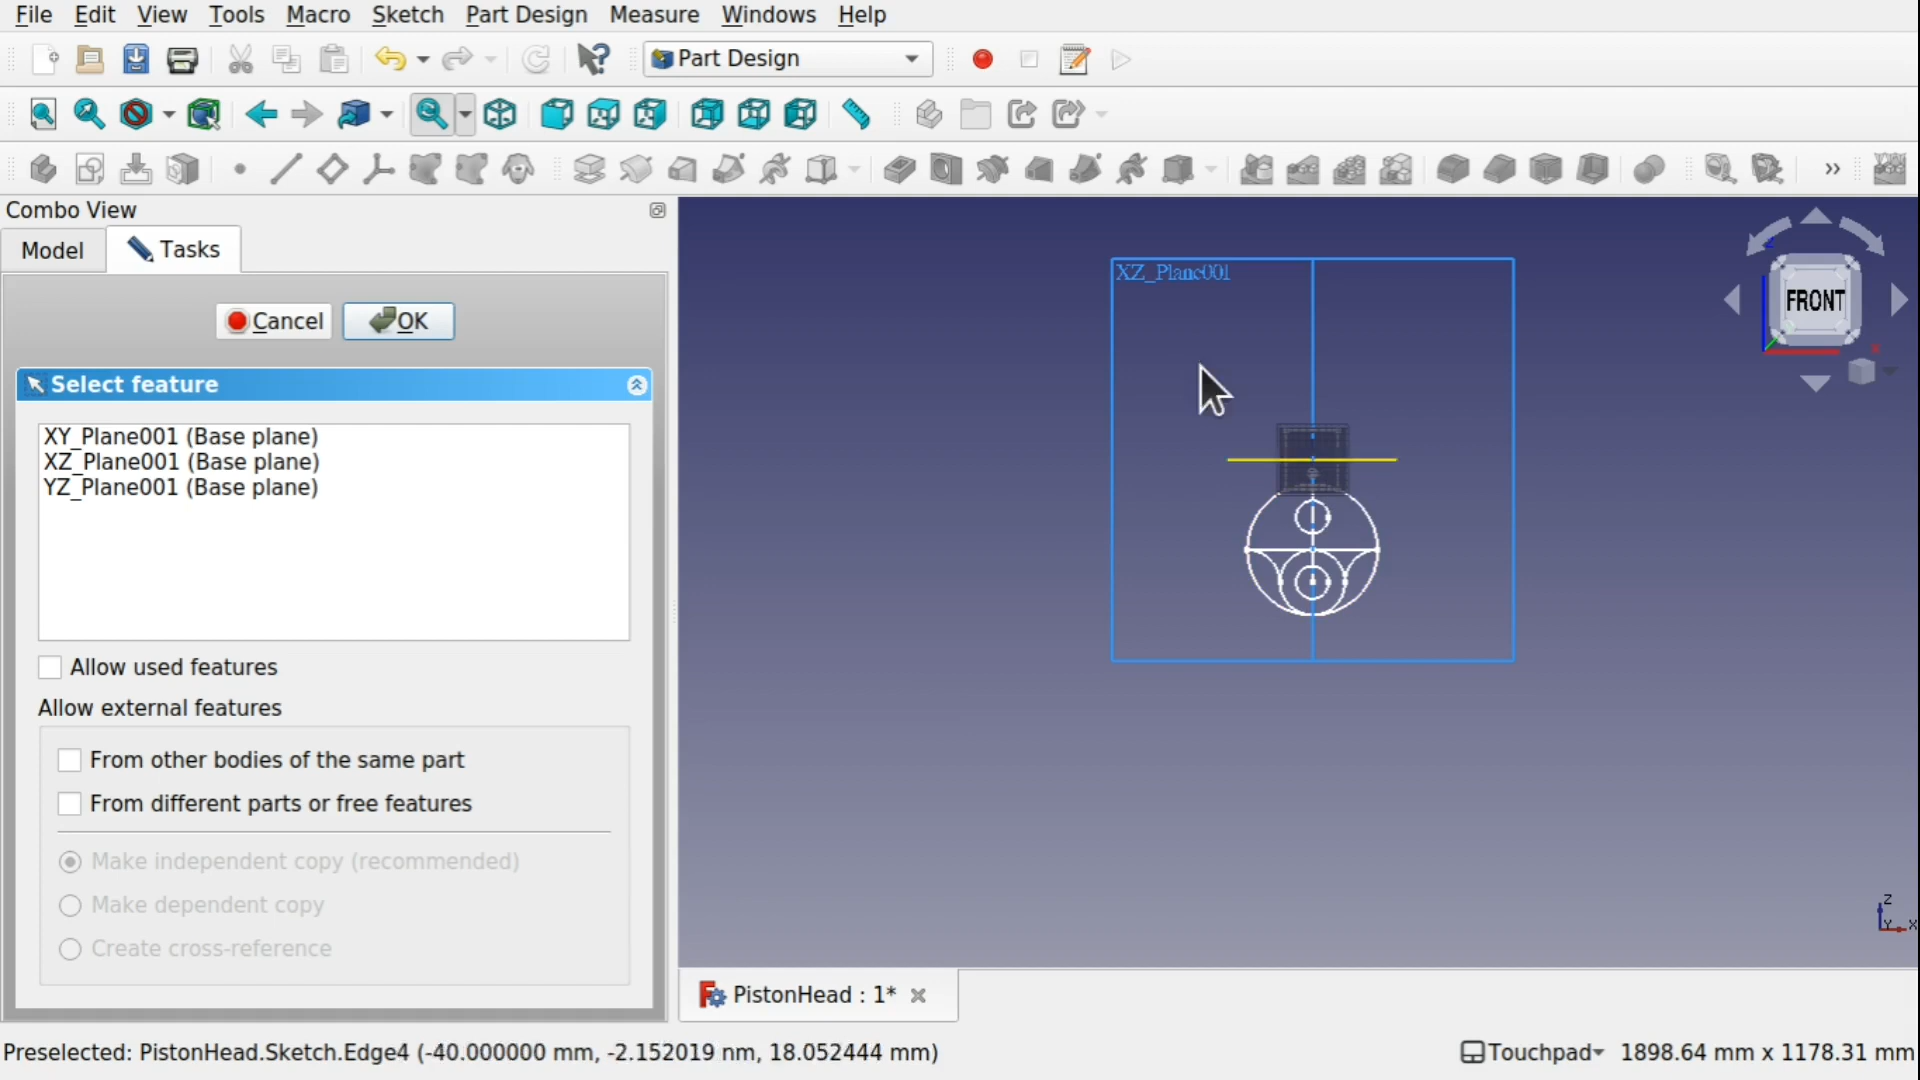 File Edit View Tools Macro Sketch Part Design Measure Windows Help
Part Design
Combo View
Model Tasks
Cancel OK
Select feature
XY_Plane001 (Base plane)
XZ_Plane001 (Base plane)
YZ_Plane001 (Base plane)
Allow used features
Allow external features
From other bodies of the same part
From different parts or free features
Make independent copy (recommended)
Make dependent copy
Create cross-reference
XZ_Plane001
FRONT
Z
Y X
PistonHead : 1*
Preselected: PistonHead.Sketch.Edge4 (-40.000000 mm, -2.152019 nm, 18.052444 mm)
Touchpad 1898.64 mm x 1178.31 mm